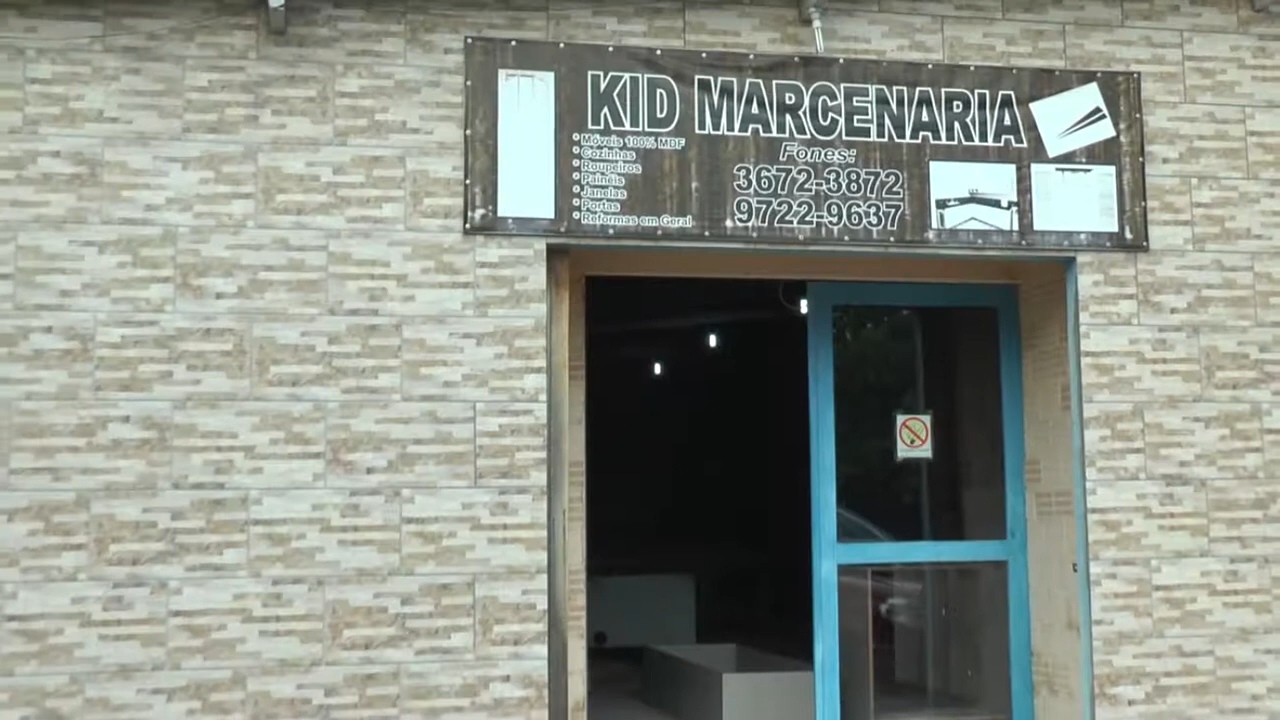 KID MARCENARIA
* Móveis 100% MDF
* Cozinhas
* Roupeiros
* Painéis
* Janelas
* Portas
* Reformas em Geral
Fones:
3672-3872
9722-9637